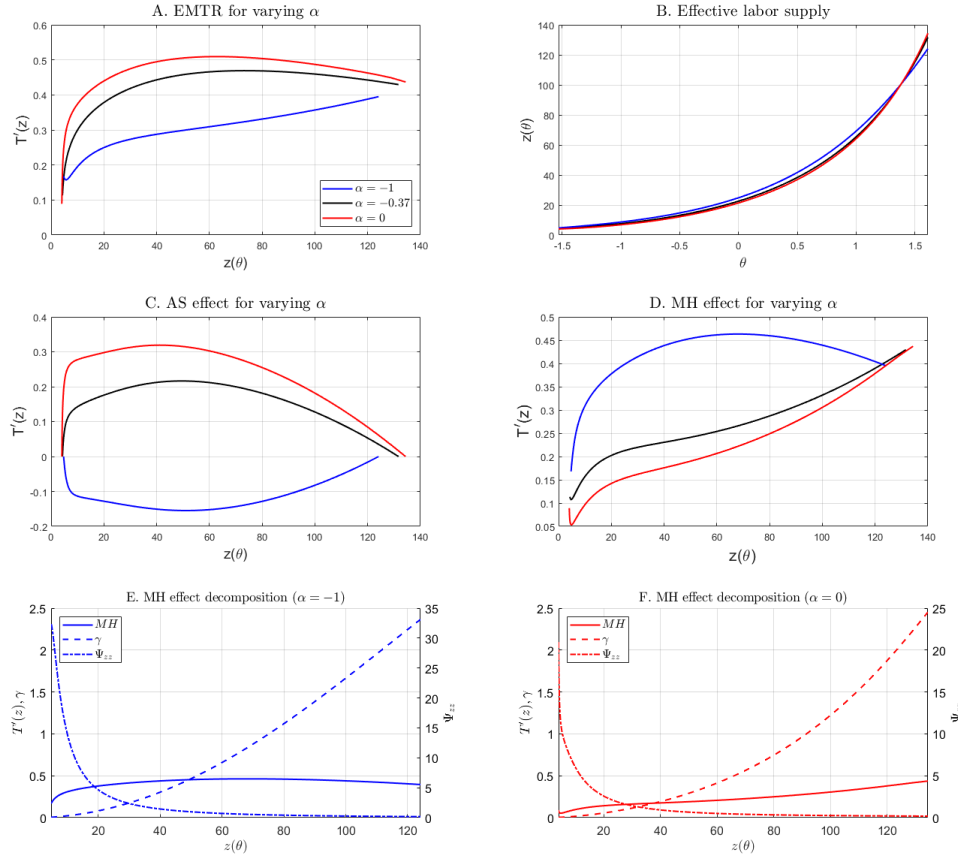 A. EMTR for varying α
0.6
0.5
0.4
0.3
0.2
0.1
0
T′(z)
0 20 40 60 80 100 120 140
z(θ)
α = −1
α = −0.37
α = 0
B. Effective labor supply
140
120
100
80
60
40
20
0
z(θ)
-1.5 -1 -0.5 0 0.5 1 1.5
θ
C. AS effect for varying α
0.4
0.3
0.2
0.1
0
-0.1
-0.2
T′(z)
0 20 40 60 80 100 120 140
z(θ)
D. MH effect for varying α
0.5
0.45
0.4
0.35
0.3
0.25
0.2
0.15
0.1
0.05
T′(z)
0 20 40 60 80 100 120 140
z(θ)
E. MH effect decomposition (α = −1)
2.5
2
1.5
1
0.5
0
T′(z), γ
MH
γ
Ψzz
35
30
25
20
15
10
5
0
Ψzz
20 40 60 80 100 120
z(θ)
F. MH effect decomposition (α = 0)
2.5
2
1.5
1
0.5
0
T′(z), γ
MH
γ
Ψzz
25
20
15
10
5
0
20 40 60 80 100 120
z(θ)